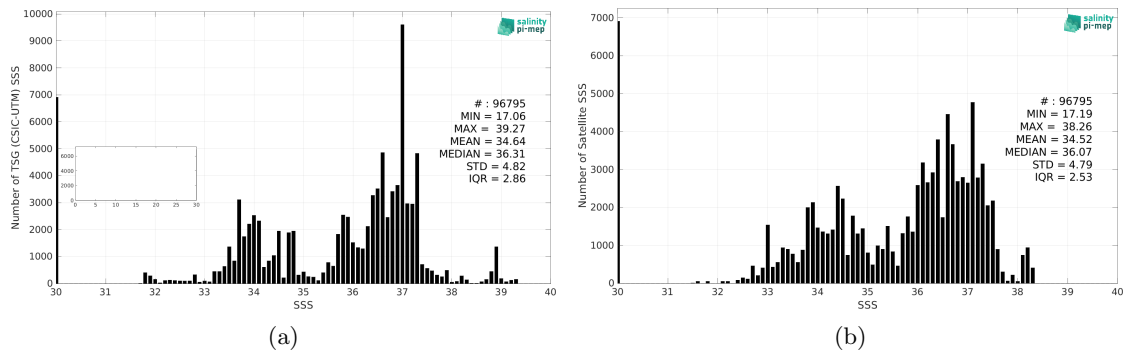 10000
9000
8000
7000
6000
5000
4000
3000
2000
1000
0
Number of TSG (CSIC-UTM) SSS
salinity
pi-mep
# : 96795
MIN = 17.06
MAX = 39.27
MEAN = 34.64
MEDIAN = 36.31
STD = 4.82
IQR = 2.86
6000
4000
2000
0
0 5 10 15 20 25 30
30 31 32 33 34 35 36 37 38 39 40
SSS
(a)
7000
6000
5000
4000
3000
2000
1000
0
Number of Satellite SSS
salinity
pi-mep
# : 96795
MIN = 17.19
MAX = 38.26
MEAN = 34.52
MEDIAN = 36.07
STD = 4.79
IQR = 2.53
30 31 32 33 34 35 36 37 38 39 40
SSS
(b)